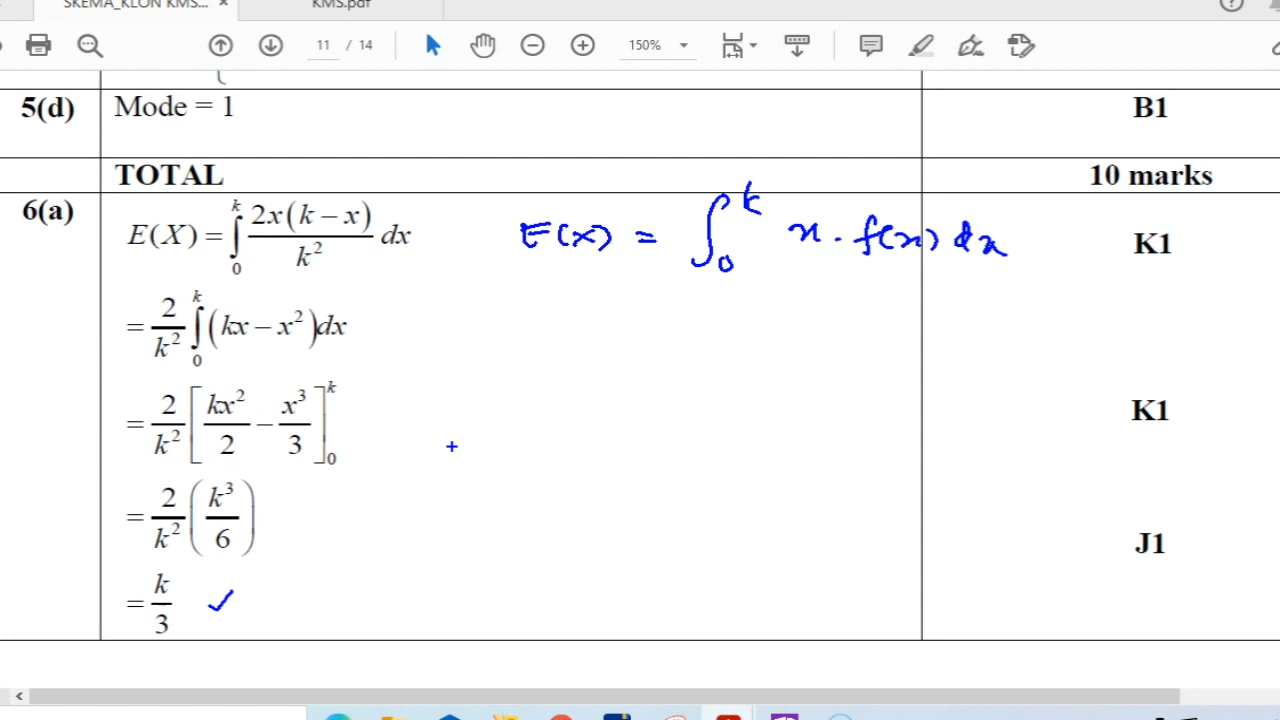 SKEMA_KLON KMS... × KMS.pdf
11 / 14 150%
5(d) Mode = 1 B1
TOTAL 10 marks
6(a) E(X) = ∫₀ᵏ 2x(k − x)/k² dx E(x) = ∫₀ᵏ x · f(x) dx K1
= 2/k² ∫₀ᵏ (kx − x²)dx
= 2/k² [kx²/2 − x³/3]₀ᵏ K1
= 2/k² (k³/6) J1
= k/3 ✓